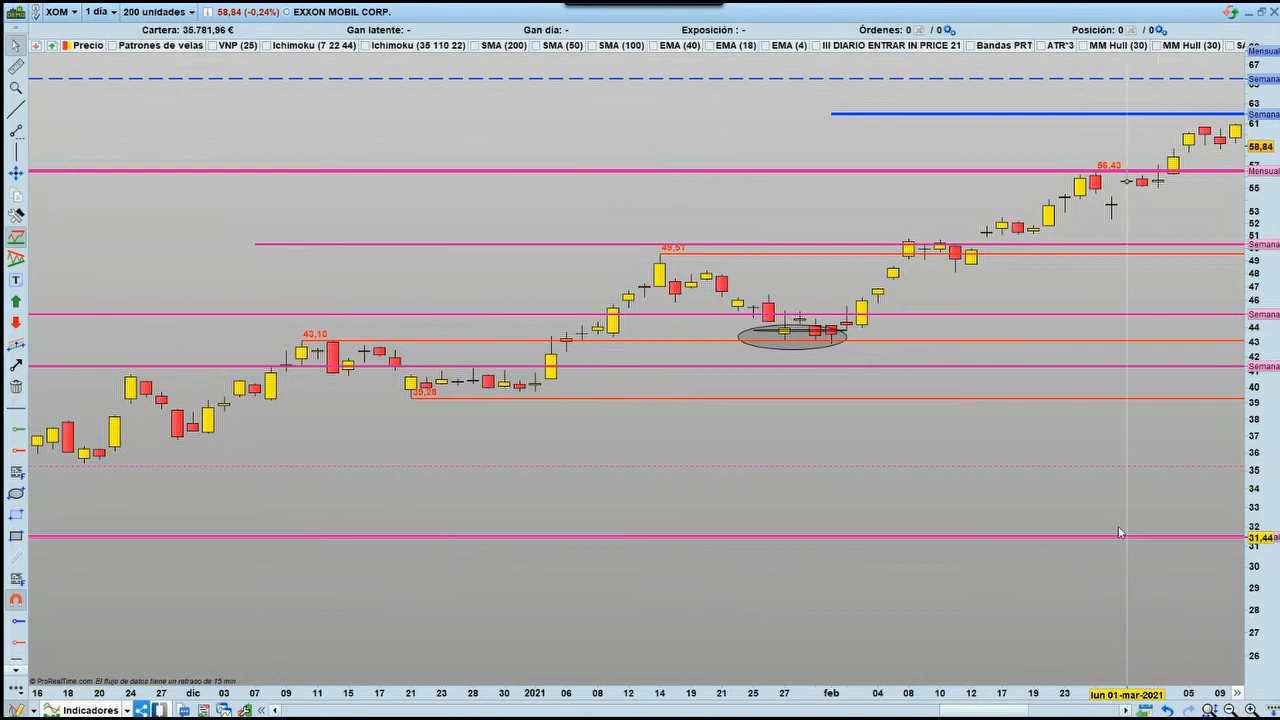 DEMO XOM 1 día 200 unidades 58,84 (-0,24%) EXXON MOBIL CORP.
Cartera: 35.781,96 € Gan latente: - Gan día: - Exposición : - Órdenes: 0 / 0 Posición: 0 / 0
Precio Patrones de velas VNP (25) Ichimoku (7 22 44) Ichimoku (35 110 22) SMA (200) SMA (50) SMA (100) EMA (40) EMA (18) EMA (4) III DIARIO ENTRAR IN PRICE 21 Bandas PRT ATR*3 MM Hull (30) MM Hull (30)
Mensual
67
Semana
63
Semana
61
58,84
56,43
Mensual
55
53
52
51
Semana
49,51
49
48
47
46
Semana
44
43,10
43
42
Semana
40
39,28
39
38
37
36
35
34
33
32
31,44
31
30
29
28
27
26
© ProRealTime.com El flujo de datos tiene un retraso de 15 min
16 18 20 24 27 dic 03 07 09 11 15 17 21 23 28 30 2021 06 08 12 14 19 21 25 27 feb 04 08 10 12 17 19 23 lun 01-mar-2021 05 09
Indicadores